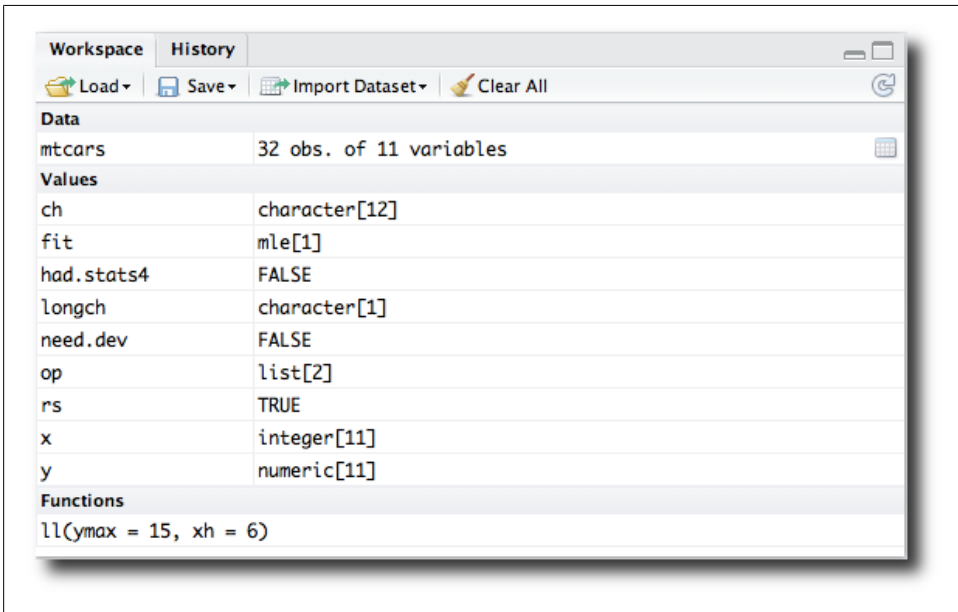 Workspace History
Load Save Import Dataset Clear All
Data
mtcars 32 obs. of 11 variables
Values
ch character[12]
fit mle[1]
had.stats4 FALSE
longch character[1]
need.dev FALSE
op list[2]
rs TRUE
x integer[11]
y numeric[11]
Functions
ll(ymax = 15, xh = 6)